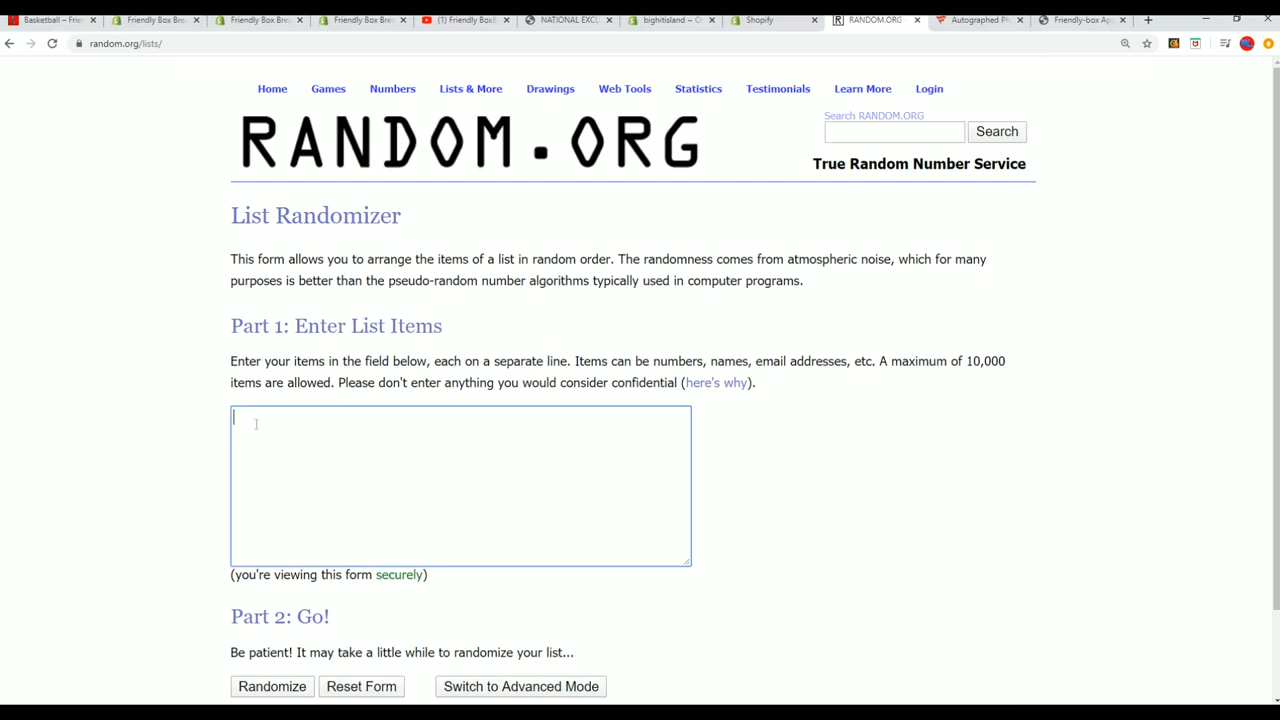 Basketball – Frie
Friendly Box Bre
Friendly Box Bre
Friendly Box Bre
(1) Friendly Box
NATIONAL EXCL
bighitisland ~ O
Shopify
RANDOM.ORG
Autographed Ph
Friendly-box Ap
random.org/lists/
Home Games Numbers Lists & More Drawings Web Tools Statistics Testimonials Learn More Login
RANDOM.ORG
Search RANDOM.ORG
Search
True Random Number Service
List Randomizer
This form allows you to arrange the items of a list in random order. The randomness comes from atmospheric noise, which for many
purposes is better than the pseudo-random number algorithms typically used in computer programs.
Part 1: Enter List Items
Enter your items in the field below, each on a separate line. Items can be numbers, names, email addresses, etc. A maximum of 10,000
items are allowed. Please don't enter anything you would consider confidential (here's why).
(you're viewing this form securely)
Part 2: Go!
Be patient! It may take a little while to randomize your list...
Randomize Reset Form Switch to Advanced Mode